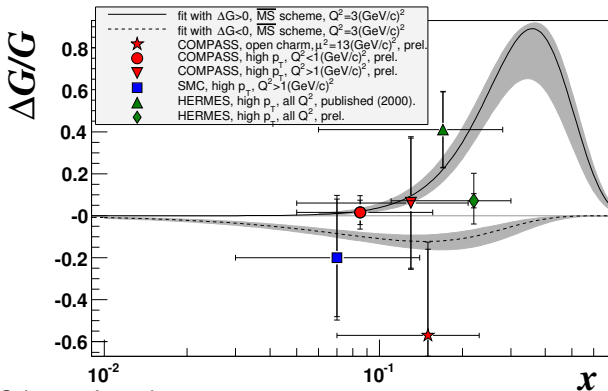 fit with ΔG>0, MS scheme, Q²=3(GeV/c)²
fit with ΔG<0, MS scheme, Q²=3(GeV/c)²
COMPASS, open charm, μ²=13(GeV/c)², prel.
COMPASS, high p_T, Q²<1(GeV/c)², prel.
COMPASS, high p_T, Q²>1(GeV/c)², prel.
SMC, high p_T, Q²>1(GeV/c)²
HERMES, high p_T, all Q², published (2000).
HERMES, high p_T, all Q², prel.
ΔG/G
0.8
0.4
0.2
-0
-0.2
-0.4
-0.6
10⁻² 10⁻¹ x